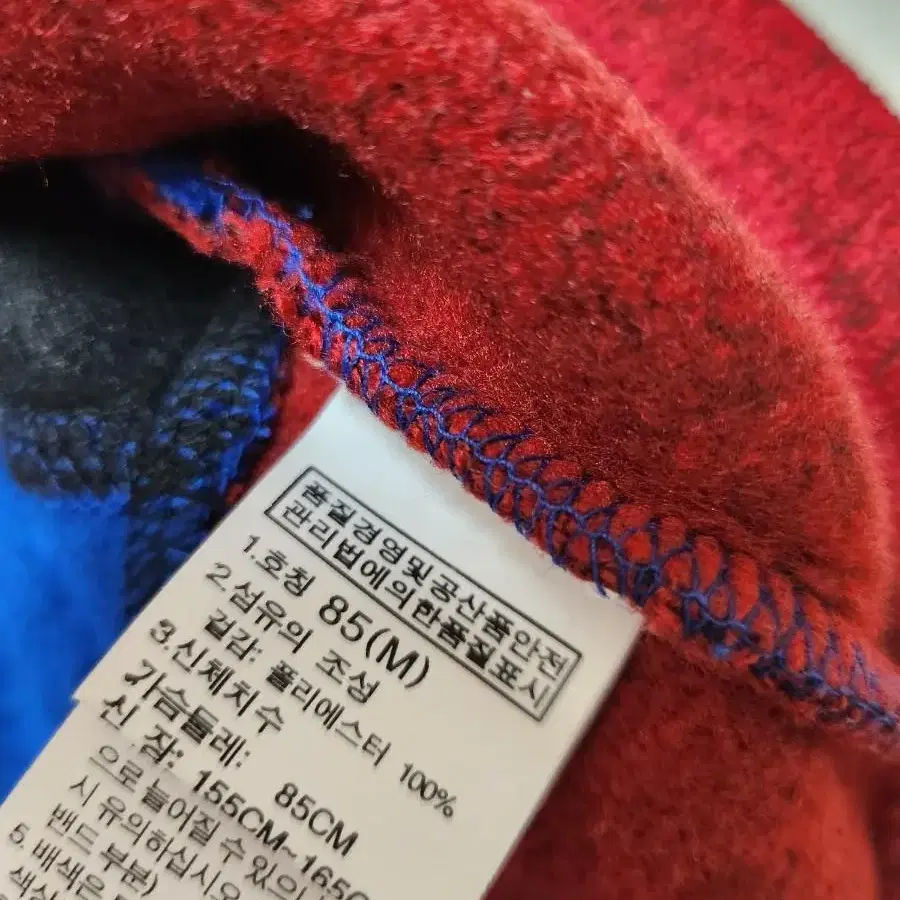 품질경영및공산품안전
관리법에의한품질표시
1.호칭 85(M)
2.섬유의 조성
겉감: 폴리에스터 100%
3.신체치수
가슴둘레: 85CM
신 장: 155CM~165C
으로 늘어질 수 있으
시 유의하십시오
밴드 부분)
5.배색은
색상